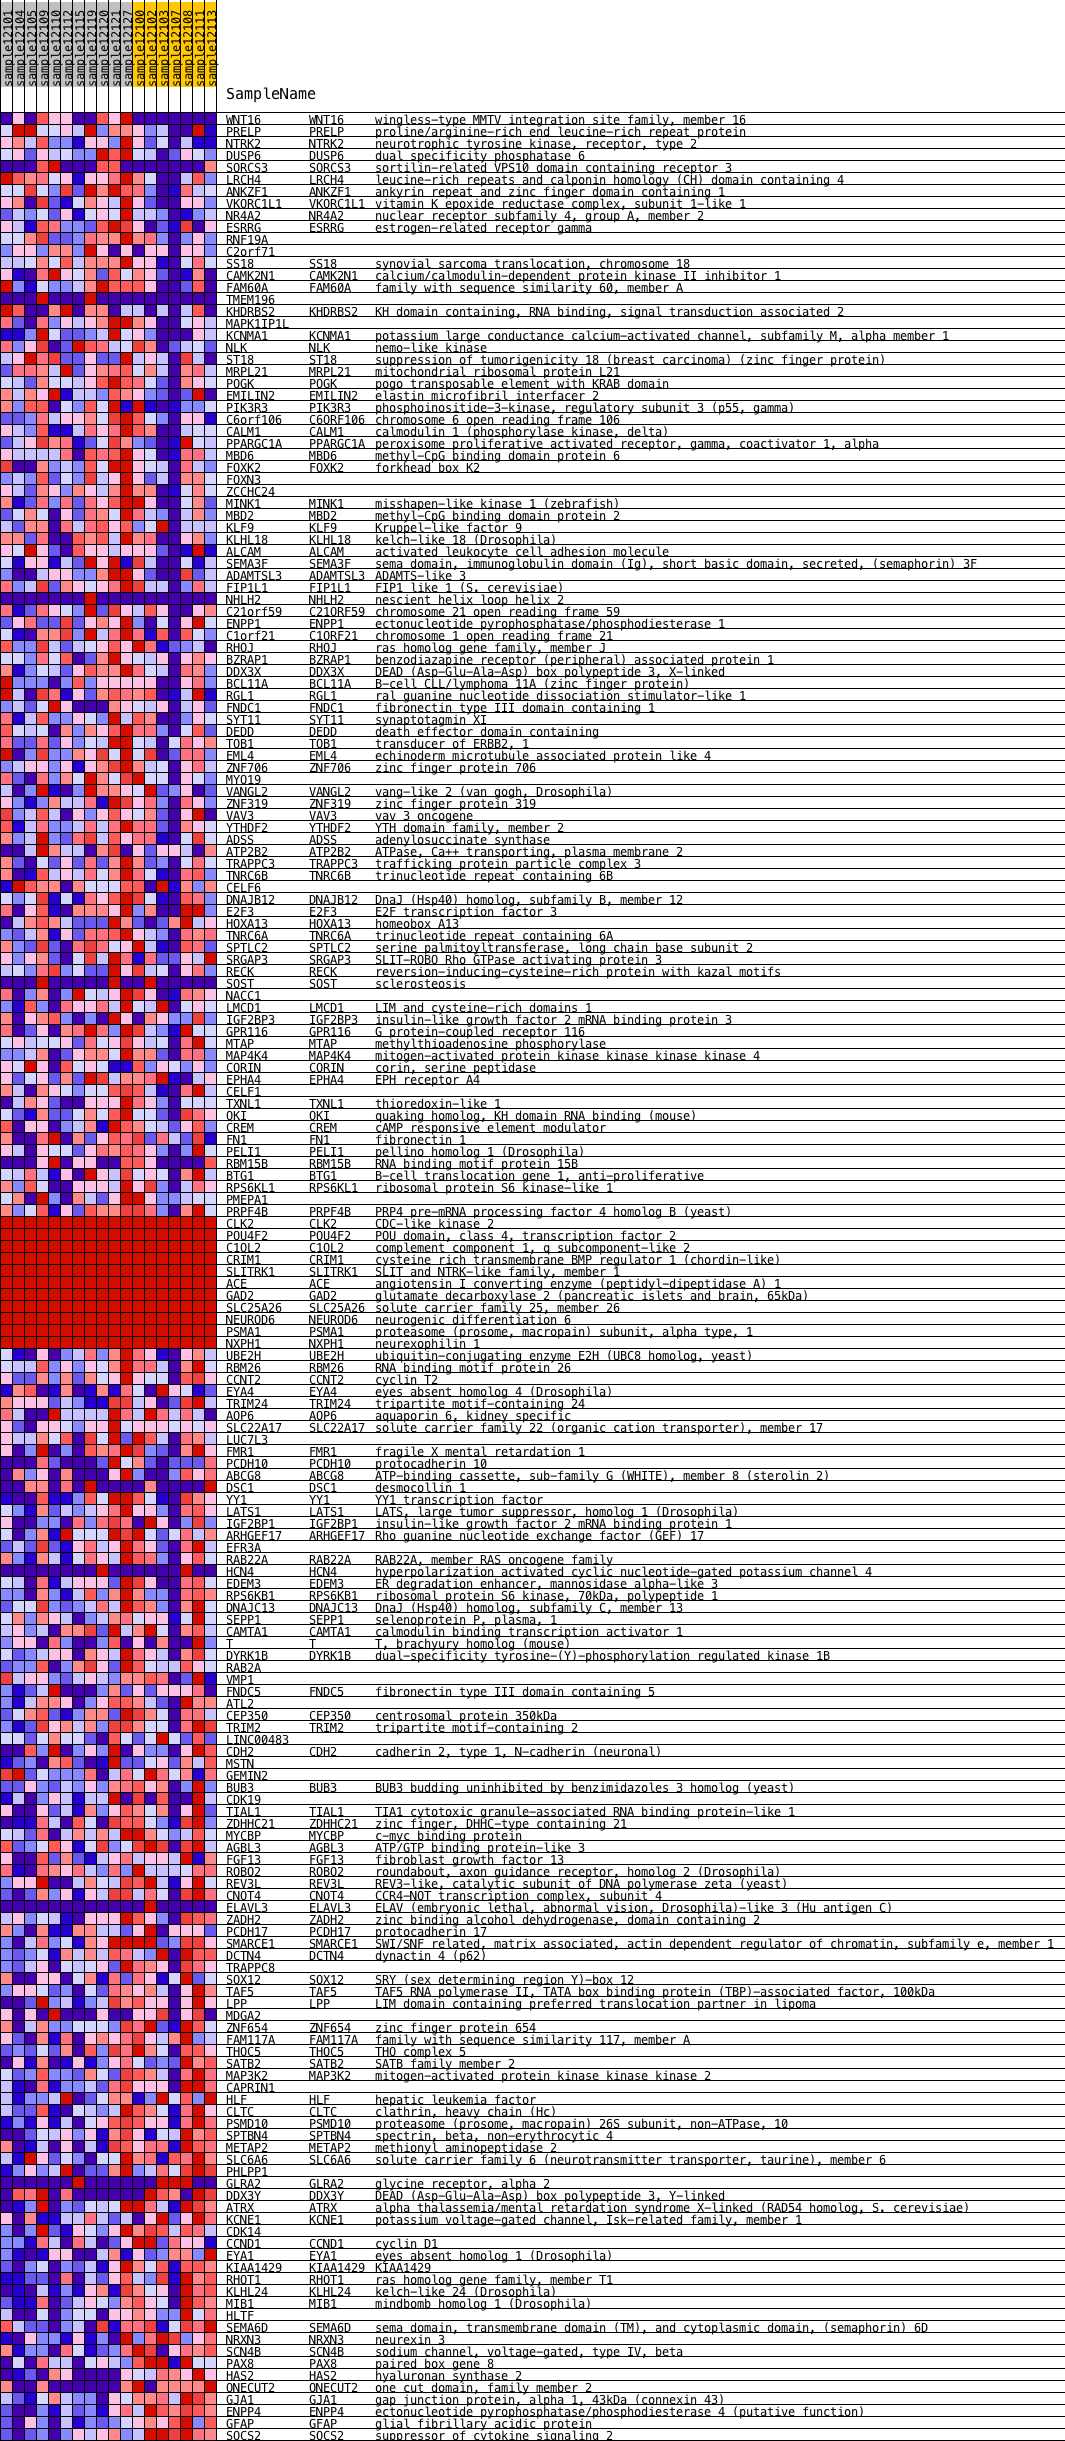 sample12101
sample12104
sample12105
sample12109
sample12110
sample12112
sample12115
sample12119
sample12120
sample12121
sample12127
sample12100
sample12102
sample12103
sample12107
sample12108
sample12111
sample12113
SampleName
WNT16 WNT16 wingless-type MMTV integration site family, member 16
PRELP PRELP proline/arginine-rich end leucine-rich repeat protein
NTRK2 NTRK2 neurotrophic tyrosine kinase, receptor, type 2
DUSP6 DUSP6 dual specificity phosphatase 6
SORCS3 SORCS3 sortilin-related VPS10 domain containing receptor 3
LRCH4 LRCH4 leucine-rich repeats and calponin homology (CH) domain containing 4
ANKZF1 ANKZF1 ankyrin repeat and zinc finger domain containing 1
VKORC1L1 VKORC1L1 vitamin K epoxide reductase complex, subunit 1-like 1
NR4A2 NR4A2 nuclear receptor subfamily 4, group A, member 2
ESRRG ESRRG estrogen-related receptor gamma
RNF19A
C2orf71
SS18 SS18 synovial sarcoma translocation, chromosome 18
CAMK2N1 CAMK2N1 calcium/calmodulin-dependent protein kinase II inhibitor 1
FAM60A FAM60A family with sequence similarity 60, member A
TMEM196
KHDRBS2 KHDRBS2 KH domain containing, RNA binding, signal transduction associated 2
MAPK1IP1L
KCNMA1 KCNMA1 potassium large conductance calcium-activated channel, subfamily M, alpha member 1
NLK NLK nemo-like kinase
ST18 ST18 suppression of tumorigenicity 18 (breast carcinoma) (zinc finger protein)
MRPL21 MRPL21 mitochondrial ribosomal protein L21
POGK POGK pogo transposable element with KRAB domain
EMILIN2 EMILIN2 elastin microfibril interfacer 2
PIK3R3 PIK3R3 phosphoinositide-3-kinase, regulatory subunit 3 (p55, gamma)
C6orf106 C6ORF106 chromosome 6 open reading frame 106
CALM1 CALM1 calmodulin 1 (phosphorylase kinase, delta)
PPARGC1A PPARGC1A peroxisome proliferative activated receptor, gamma, coactivator 1, alpha
MBD6 MBD6 methyl-CpG binding domain protein 6
FOXK2 FOXK2 forkhead box K2
FOXN3
ZCCHC24
MINK1 MINK1 misshapen-like kinase 1 (zebrafish)
MBD2 MBD2 methyl-CpG binding domain protein 2
KLF9 KLF9 Kruppel-like factor 9
KLHL18 KLHL18 kelch-like 18 (Drosophila)
ALCAM ALCAM activated leukocyte cell adhesion molecule
SEMA3F SEMA3F sema domain, immunoglobulin domain (Ig), short basic domain, secreted, (semaphorin) 3F
ADAMTSL3 ADAMTSL3 ADAMTS-like 3
FIP1L1 FIP1L1 FIP1 like 1 (S. cerevisiae)
NHLH2 NHLH2 nescient helix loop helix 2
C21orf59 C21ORF59 chromosome 21 open reading frame 59
ENPP1 ENPP1 ectonucleotide pyrophosphatase/phosphodiesterase 1
C1orf21 C1ORF21 chromosome 1 open reading frame 21
RHOJ RHOJ ras homolog gene family, member J
BZRAP1 BZRAP1 benzodiazapine receptor (peripheral) associated protein 1
DDX3X DDX3X DEAD (Asp-Glu-Ala-Asp) box polypeptide 3, X-linked
BCL11A BCL11A B-cell CLL/lymphoma 11A (zinc finger protein)
RGL1 RGL1 ral guanine nucleotide dissociation stimulator-like 1
FNDC1 FNDC1 fibronectin type III domain containing 1
SYT11 SYT11 synaptotagmin XI
DEDD DEDD death effector domain containing
TOB1 TOB1 transducer of ERBB2, 1
EML4 EML4 echinoderm microtubule associated protein like 4
ZNF706 ZNF706 zinc finger protein 706
MYO19
VANGL2 VANGL2 vang-like 2 (van gogh, Drosophila)
ZNF319 ZNF319 zinc finger protein 319
VAV3 VAV3 vav 3 oncogene
YTHDF2 YTHDF2 YTH domain family, member 2
ADSS ADSS adenylosuccinate synthase
ATP2B2 ATP2B2 ATPase, Ca++ transporting, plasma membrane 2
TRAPPC3 TRAPPC3 trafficking protein particle complex 3
TNRC6B TNRC6B trinucleotide repeat containing 6B
CELF6
DNAJB12 DNAJB12 DnaJ (Hsp40) homolog, subfamily B, member 12
E2F3 E2F3 E2F transcription factor 3
HOXA13 HOXA13 homeobox A13
TNRC6A TNRC6A trinucleotide repeat containing 6A
SPTLC2 SPTLC2 serine palmitoyltransferase, long chain base subunit 2
SRGAP3 SRGAP3 SLIT-ROBO Rho GTPase activating protein 3
RECK RECK reversion-inducing-cysteine-rich protein with kazal motifs
SOST SOST sclerosteosis
NACC1
LMCD1 LMCD1 LIM and cysteine-rich domains 1
IGF2BP3 IGF2BP3 insulin-like growth factor 2 mRNA binding protein 3
GPR116 GPR116 G protein-coupled receptor 116
MTAP MTAP methylthioadenosine phosphorylase
MAP4K4 MAP4K4 mitogen-activated protein kinase kinase kinase kinase 4
CORIN CORIN corin, serine peptidase
EPHA4 EPHA4 EPH receptor A4
CELF1
TXNL1 TXNL1 thioredoxin-like 1
QKI QKI quaking homolog, KH domain RNA binding (mouse)
CREM CREM cAMP responsive element modulator
FN1 FN1 fibronectin 1
PELI1 PELI1 pellino homolog 1 (Drosophila)
RBM15B RBM15B RNA binding motif protein 15B
BTG1 BTG1 B-cell translocation gene 1, anti-proliferative
RPS6KL1 RPS6KL1 ribosomal protein S6 kinase-like 1
PMEPA1
PRPF4B PRPF4B PRP4 pre-mRNA processing factor 4 homolog B (yeast)
CLK2 CLK2 CDC-like kinase 2
POU4F2 POU4F2 POU domain, class 4, transcription factor 2
C1QL2 C1QL2 complement component 1, q subcomponent-like 2
CRIM1 CRIM1 cysteine rich transmembrane BMP regulator 1 (chordin-like)
SLITRK1 SLITRK1 SLIT and NTRK-like family, member 1
ACE ACE angiotensin I converting enzyme (peptidyl-dipeptidase A) 1
GAD2 GAD2 glutamate decarboxylase 2 (pancreatic islets and brain, 65kDa)
SLC25A26 SLC25A26 solute carrier family 25, member 26
NEUROD6 NEUROD6 neurogenic differentiation 6
PSMA1 PSMA1 proteasome (prosome, macropain) subunit, alpha type, 1
NXPH1 NXPH1 neurexophilin 1
UBE2H UBE2H ubiquitin-conjugating enzyme E2H (UBC8 homolog, yeast)
RBM26 RBM26 RNA binding motif protein 26
CCNT2 CCNT2 cyclin T2
EYA4 EYA4 eyes absent homolog 4 (Drosophila)
TRIM24 TRIM24 tripartite motif-containing 24
AQP6 AQP6 aquaporin 6, kidney specific
SLC22A17 SLC22A17 solute carrier family 22 (organic cation transporter), member 17
LUC7L3
FMR1 FMR1 fragile X mental retardation 1
PCDH10 PCDH10 protocadherin 10
ABCG8 ABCG8 ATP-binding cassette, sub-family G (WHITE), member 8 (sterolin 2)
DSC1 DSC1 desmocollin 1
YY1 YY1 YY1 transcription factor
LATS1 LATS1 LATS, large tumor suppressor, homolog 1 (Drosophila)
IGF2BP1 IGF2BP1 insulin-like growth factor 2 mRNA binding protein 1
ARHGEF17 ARHGEF17 Rho guanine nucleotide exchange factor (GEF) 17
EFR3A
RAB22A RAB22A RAB22A, member RAS oncogene family
HCN4 HCN4 hyperpolarization activated cyclic nucleotide-gated potassium channel 4
EDEM3 EDEM3 ER degradation enhancer, mannosidase alpha-like 3
RPS6KB1 RPS6KB1 ribosomal protein S6 kinase, 70kDa, polypeptide 1
DNAJC13 DNAJC13 DnaJ (Hsp40) homolog, subfamily C, member 13
SEPP1 SEPP1 selenoprotein P, plasma, 1
CAMTA1 CAMTA1 calmodulin binding transcription activator 1
T T T, brachyury homolog (mouse)
DYRK1B DYRK1B dual-specificity tyrosine-(Y)-phosphorylation regulated kinase 1B
RAB2A
VMP1
FNDC5 FNDC5 fibronectin type III domain containing 5
ATL2
CEP350 CEP350 centrosomal protein 350kDa
TRIM2 TRIM2 tripartite motif-containing 2
LINC00483
CDH2 CDH2 cadherin 2, type 1, N-cadherin (neuronal)
MSTN
GEMIN2
BUB3 BUB3 BUB3 budding uninhibited by benzimidazoles 3 homolog (yeast)
CDK19
TIAL1 TIAL1 TIA1 cytotoxic granule-associated RNA binding protein-like 1
ZDHHC21 ZDHHC21 zinc finger, DHHC-type containing 21
MYCBP MYCBP c-myc binding protein
AGBL3 AGBL3 ATP/GTP binding protein-like 3
FGF13 FGF13 fibroblast growth factor 13
ROBO2 ROBO2 roundabout, axon guidance receptor, homolog 2 (Drosophila)
REV3L REV3L REV3-like, catalytic subunit of DNA polymerase zeta (yeast)
CNOT4 CNOT4 CCR4-NOT transcription complex, subunit 4
ELAVL3 ELAVL3 ELAV (embryonic lethal, abnormal vision, Drosophila)-like 3 (Hu antigen C)
ZADH2 ZADH2 zinc binding alcohol dehydrogenase, domain containing 2
PCDH17 PCDH17 protocadherin 17
SMARCE1 SMARCE1 SWI/SNF related, matrix associated, actin dependent regulator of chromatin, subfamily e, member 1
DCTN4 DCTN4 dynactin 4 (p62)
TRAPPC8
SOX12 SOX12 SRY (sex determining region Y)-box 12
TAF5 TAF5 TAF5 RNA polymerase II, TATA box binding protein (TBP)-associated factor, 100kDa
LPP LPP LIM domain containing preferred translocation partner in lipoma
MDGA2
ZNF654 ZNF654 zinc finger protein 654
FAM117A FAM117A family with sequence similarity 117, member A
THOC5 THOC5 THO complex 5
SATB2 SATB2 SATB family member 2
MAP3K2 MAP3K2 mitogen-activated protein kinase kinase kinase 2
CAPRIN1
HLF HLF hepatic leukemia factor
CLTC CLTC clathrin, heavy chain (Hc)
PSMD10 PSMD10 proteasome (prosome, macropain) 26S subunit, non-ATPase, 10
SPTBN4 SPTBN4 spectrin, beta, non-erythrocytic 4
METAP2 METAP2 methionyl aminopeptidase 2
SLC6A6 SLC6A6 solute carrier family 6 (neurotransmitter transporter, taurine), member 6
PHLPP1
GLRA2 GLRA2 glycine receptor, alpha 2
DDX3Y DDX3Y DEAD (Asp-Glu-Ala-Asp) box polypeptide 3, Y-linked
ATRX ATRX alpha thalassemia/mental retardation syndrome X-linked (RAD54 homolog, S. cerevisiae)
KCNE1 KCNE1 potassium voltage-gated channel, Isk-related family, member 1
CDK14
CCND1 CCND1 cyclin D1
EYA1 EYA1 eyes absent homolog 1 (Drosophila)
KIAA1429 KIAA1429 KIAA1429
RHOT1 RHOT1 ras homolog gene family, member T1
KLHL24 KLHL24 kelch-like 24 (Drosophila)
MIB1 MIB1 mindbomb homolog 1 (Drosophila)
HLTF
SEMA6D SEMA6D sema domain, transmembrane domain (TM), and cytoplasmic domain, (semaphorin) 6D
NRXN3 NRXN3 neurexin 3
SCN4B SCN4B sodium channel, voltage-gated, type IV, beta
PAX8 PAX8 paired box gene 8
HAS2 HAS2 hyaluronan synthase 2
ONECUT2 ONECUT2 one cut domain, family member 2
GJA1 GJA1 gap junction protein, alpha 1, 43kDa (connexin 43)
ENPP4 ENPP4 ectonucleotide pyrophosphatase/phosphodiesterase 4 (putative function)
GFAP GFAP glial fibrillary acidic protein
SOCS2 SOCS2 suppressor of cytokine signaling 2